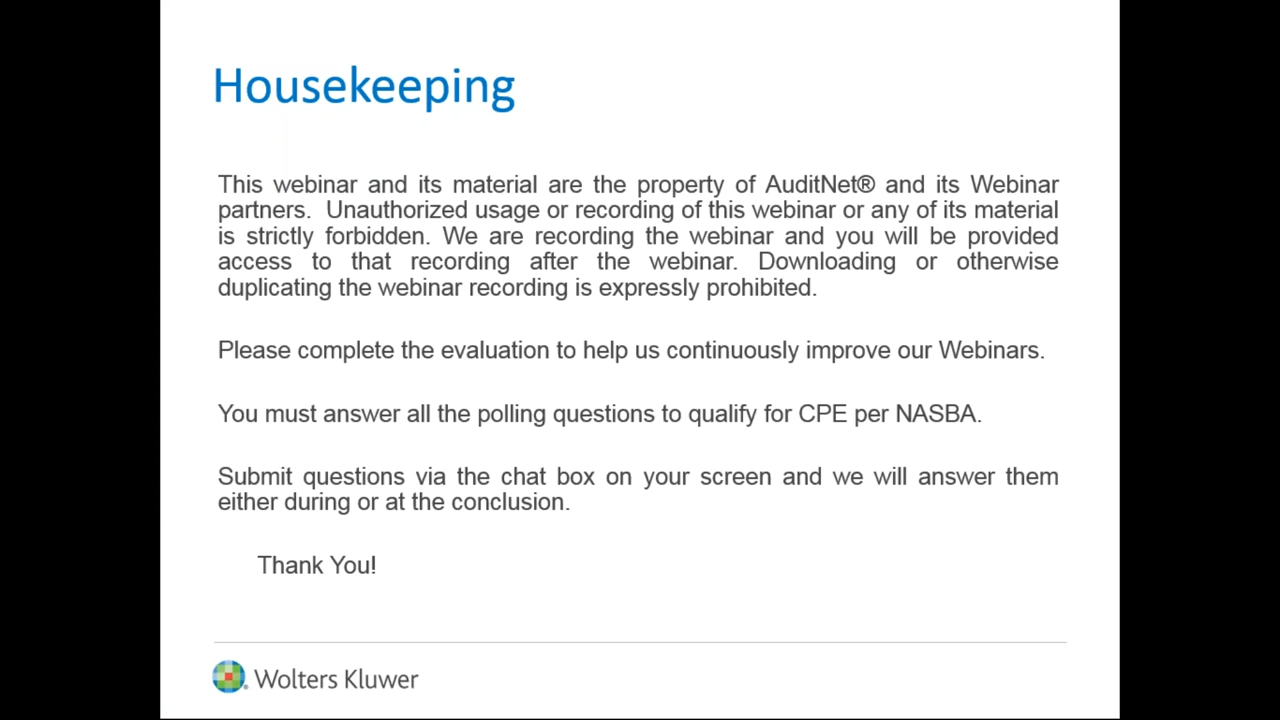 Housekeeping
This webinar and its material are the property of AuditNet® and its Webinar
partners.  Unauthorized usage or recording of this webinar or any of its material
is strictly forbidden. We are recording the webinar and you will be provided
access to that recording after the webinar. Downloading or otherwise
duplicating the webinar recording is expressly prohibited.
Please complete the evaluation to help us continuously improve our Webinars.
You must answer all the polling questions to qualify for CPE per NASBA.
Submit questions via the chat box on your screen and we will answer them
either during or at the conclusion.
Thank You!
Wolters Kluwer